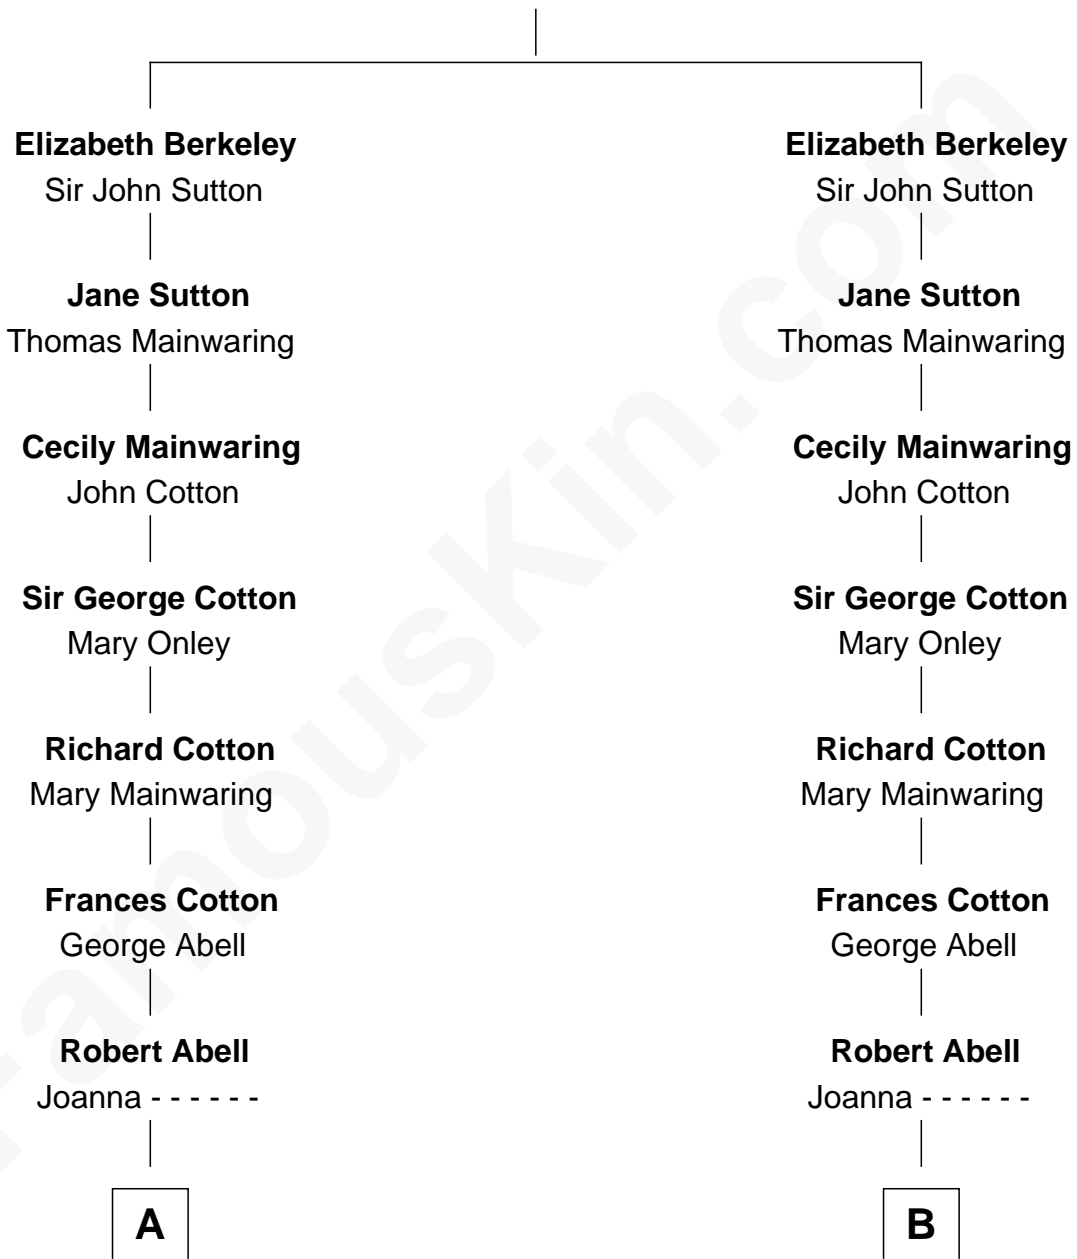 Elizabeth Berkeley Elizabeth Berkeley
Sir John Sutton Sir John Sutton
Jane Sutton Jane Sutton
Thomas Mainwaring Thomas Mainwaring
Cecily Mainwaring Cecily Mainwaring
John Cotton John Cotton
Sir George Cotton Sir George Cotton
Mary Onley Mary Onley
Richard Cotton Richard Cotton
Mary Mainwaring Mary Mainwaring
Frances Cotton Frances Cotton
George Abell George Abell
Robert Abell Robert Abell
Joanna - - - - - - Joanna - - - - - -
A B
FamousKin.com